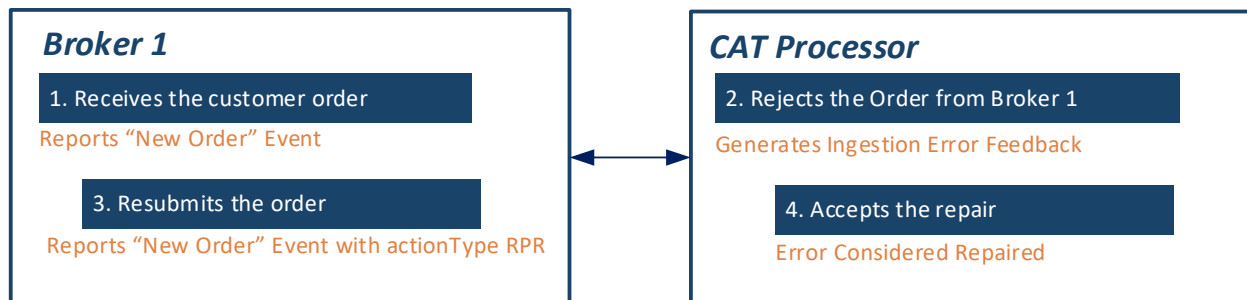 Broker 1
1. Receives the customer order
Reports “New Order” Event
3. Resubmits the order
Reports “New Order” Event with actionType RPR
CAT Processor
2. Rejects the Order from Broker 1
Generates Ingestion Error Feedback
4. Accepts the repair
Error Considered Repaired